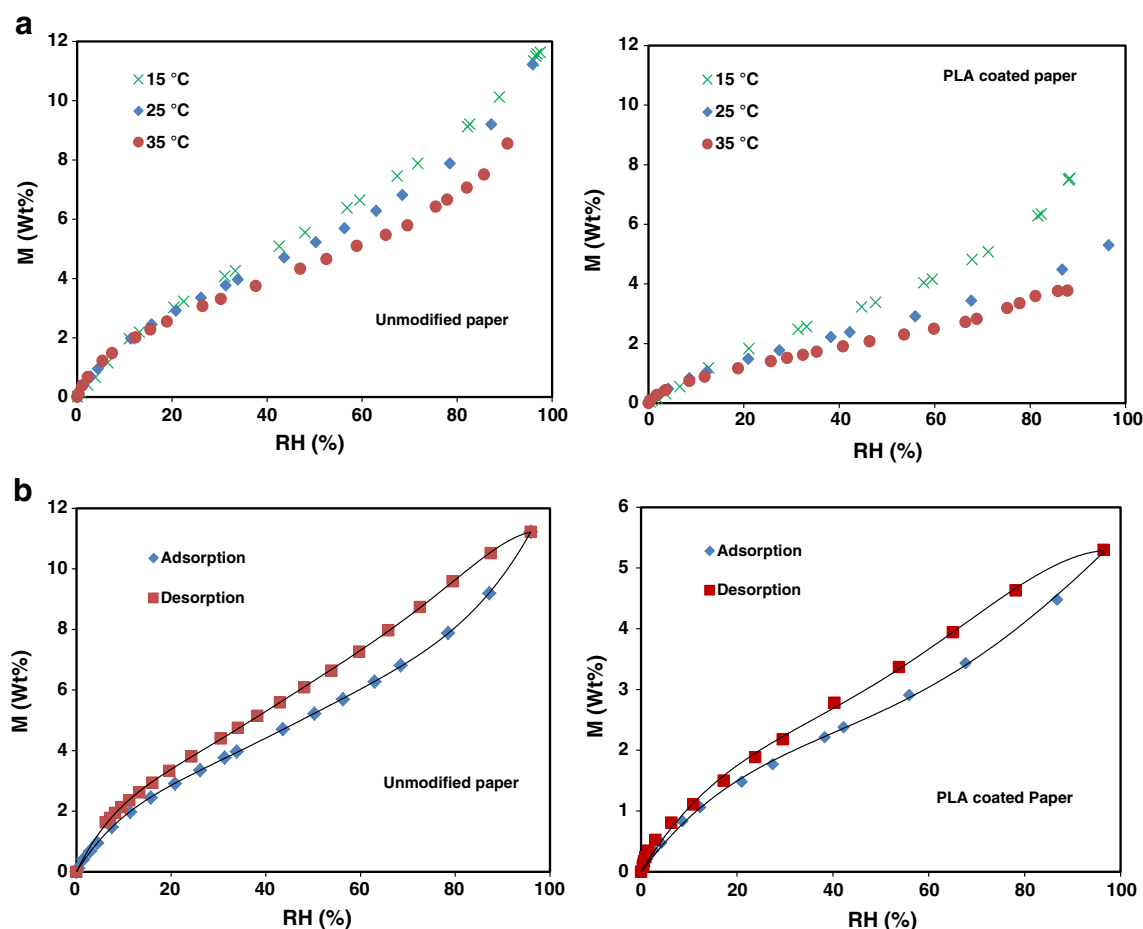 a
12
10
8
6
4
2
0
M (Wt%)
15 °C
25 °C
35 °C
Unmodified paper
0 20 40 60 80 100
RH (%)
12
10
8
6
4
2
0
M (Wt%)
PLA coated paper
15 °C
25 °C
35 °C
0 20 40 60 80 100
RH (%)
b
12
10
8
6
4
2
0
M (Wt%)
Adsorption
Desorption
Unmodified paper
0 20 40 60 80 100
RH (%)
6
5
4
3
2
1
0
M (Wt%)
Adsorption
Desorption
PLA coated Paper
0 20 40 60 80 100
RH (%)